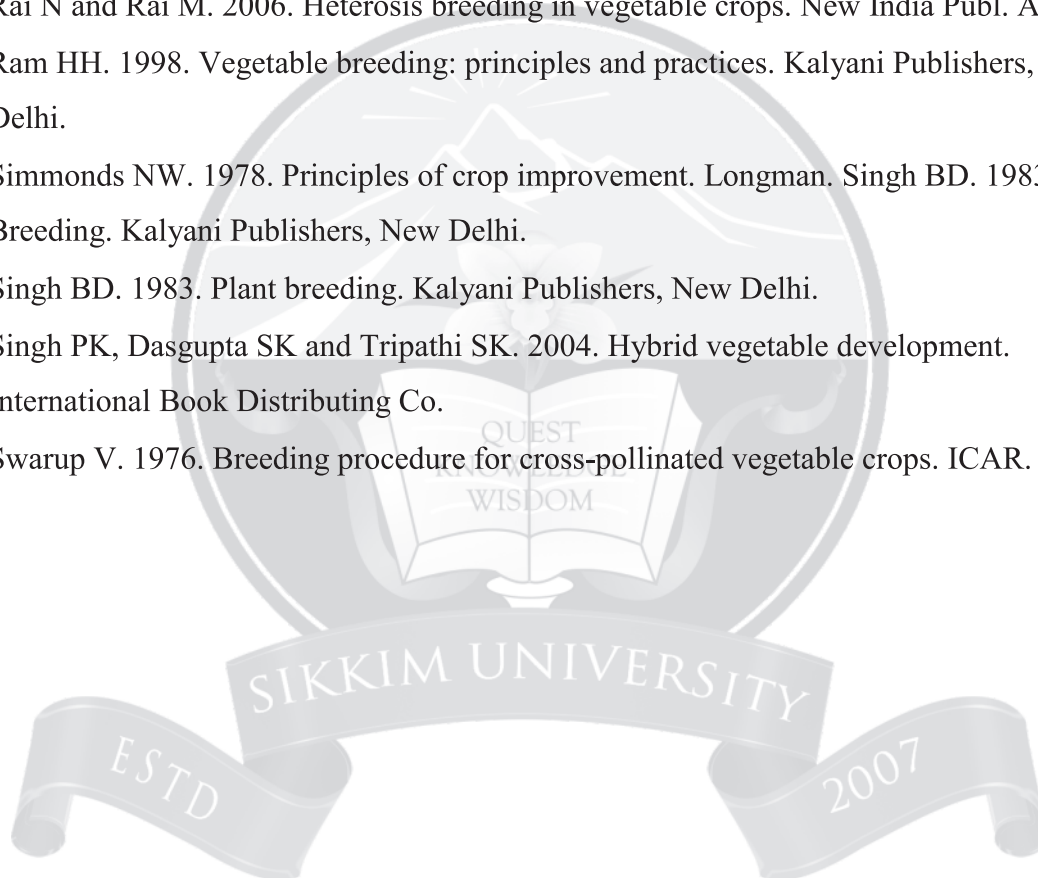 Rai N and Rai M. 2006. Heterosis breeding in vegetable crops. New India Publ. A
Ram HH. 1998. Vegetable breeding: principles and practices. Kalyani Publishers,
Delhi.
Simmonds NW. 1978. Principles of crop improvement. Longman. Singh BD. 1983
Breeding. Kalyani Publishers, New Delhi.
Singh BD. 1983. Plant breeding. Kalyani Publishers, New Delhi.
Singh PK, Dasgupta SK and Tripathi SK. 2004. Hybrid vegetable development.
International Book Distributing Co.
Swarup V. 1976. Breeding procedure for cross-pollinated vegetable crops. ICAR.
QUEST
KNOWLEDGE
WISDOM
SIKKIM UNIVERSITY
ESTD
2007